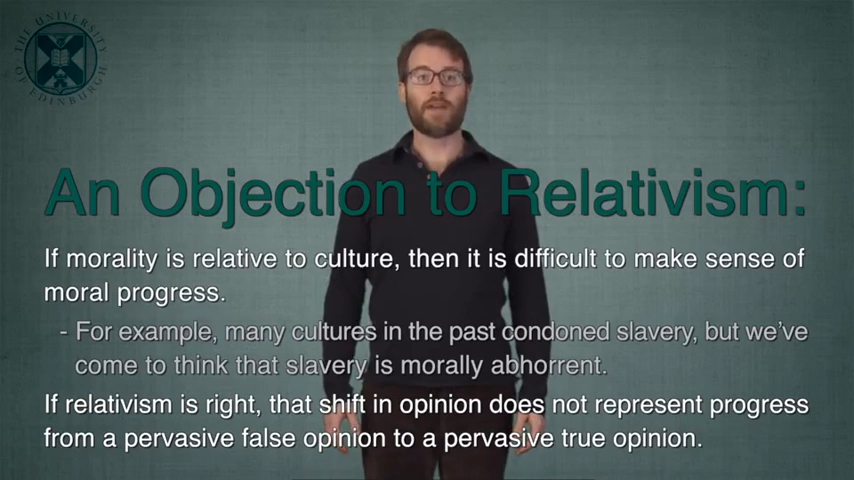 THE UNIVERSITY
OF EDINBURGH
An Objection to Relativism:
If morality is relative to culture, then it is difficult to make sense of
moral progress.
- For example, many cultures in the past condoned slavery, but we've
come to think that slavery is morally abhorrent.
If relativism is right, that shift in opinion does not represent progress
from a pervasive false opinion to a pervasive true opinion.